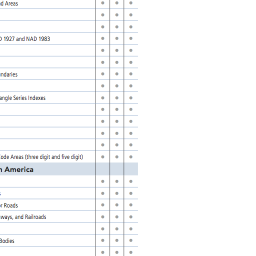 d Areas
1927 and NAD 1983
ndaries
angle Series Indexes
ode Areas (three digit and five digit)
America
r Roads
ways, and Railroads
Bodies